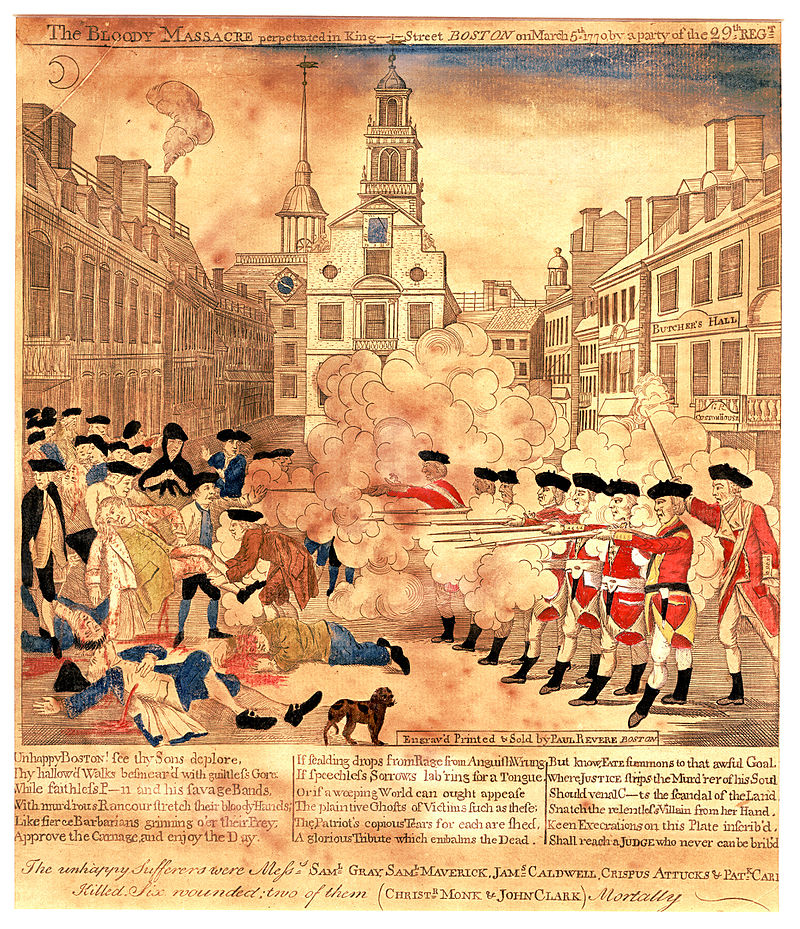 The BLOODY MASSACRE perpetrated in King—i—Street BOSTON on March 5th 1770 by a party of the 29th REGT
BUTCHER'S HALL
CUSTOMHOUSE
Engrav'd Printed & Sold by PAUL REVERE BOSTON
Unhappy BOSTON! ſee thy Sons deplore,
Thy hallow'd Walks beſmear'd with guiltleſs Gore.
While faithleſs P—n and his ſavage Bands,
With murd'rous Rancour ſtretch their bloody Hands;
Like fierce Barbarians grinning o'er their Prey,
Approve the Carnage, and enjoy the Day.
If ſcalding drops from Rage from Anguiſh Wrung
If ſpeechleſs Sorrows lab'ring for a Tongue,
Or if a weeping World can ought appeaſe
The plaintive Ghoſts of Victims ſuch as theſe;
The Patriot's copious Tears for each are ſhed,
A glorious Tribute which embalms the Dead.
But know, FATE ſummons to that awful Goal.
Where JUSTICE ſtrips the Murd'rer of his Soul
Should venal C—ts the ſcandal of the Land
Snatch the relentleſs Villain from her Hand.
Keen Execrations on this Plate inſcrib'd.
Shall reach a JUDGE who never can be brib'd
The unhappy Sufferers were Meſsrs SAML GRAY, SAML MAVERICK, JAMS CALDWELL, CRISPUS ATTUCKS & PATK CAR
Killed. Six wounded; two of them (CHRISTR MONK & JOHN CLARK) Mortally